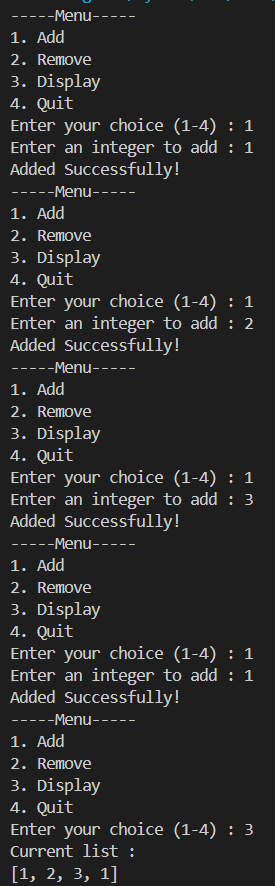 -----Menu-----
1. Add
2. Remove
3. Display
4. Quit
Enter your choice (1-4) : 1
Enter an integer to add : 1
Added Successfully!
-----Menu-----
1. Add
2. Remove
3. Display
4. Quit
Enter your choice (1-4) : 1
Enter an integer to add : 2
Added Successfully!
-----Menu-----
1. Add
2. Remove
3. Display
4. Quit
Enter your choice (1-4) : 1
Enter an integer to add : 3
Added Successfully!
-----Menu-----
1. Add
2. Remove
3. Display
4. Quit
Enter your choice (1-4) : 1
Enter an integer to add : 1
Added Successfully!
-----Menu-----
1. Add
2. Remove
3. Display
4. Quit
Enter your choice (1-4) : 3
Current list :
[1, 2, 3, 1]